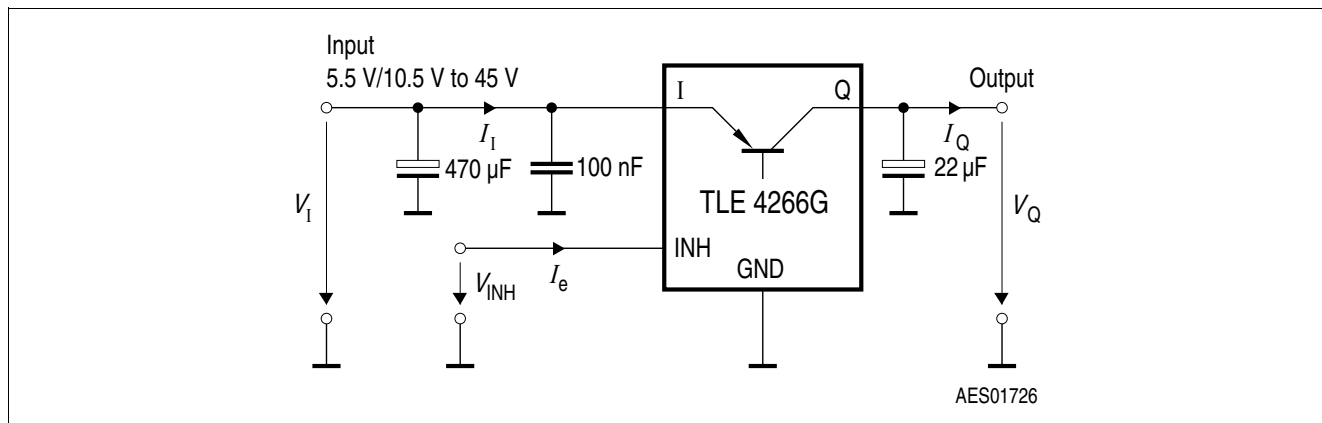 Input
5.5 V/10.5 V to 45 V
Output
I
Q
I_I
I_Q
470 µF
100 nF
22 µF
TLE 4266G
V_I
V_Q
INH
I_e
V_INH
GND
AES01726